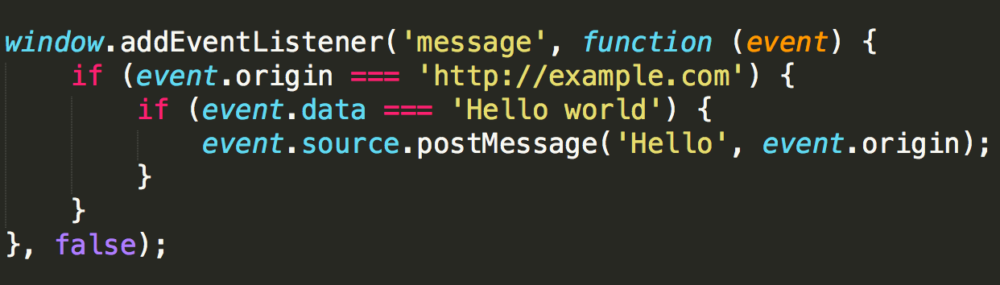 window.addEventListener('message', function (event) {
    if (event.origin === 'http://example.com') {
        if (event.data === 'Hello world') {
            event.source.postMessage('Hello', event.origin);
        }
    }
}, false);